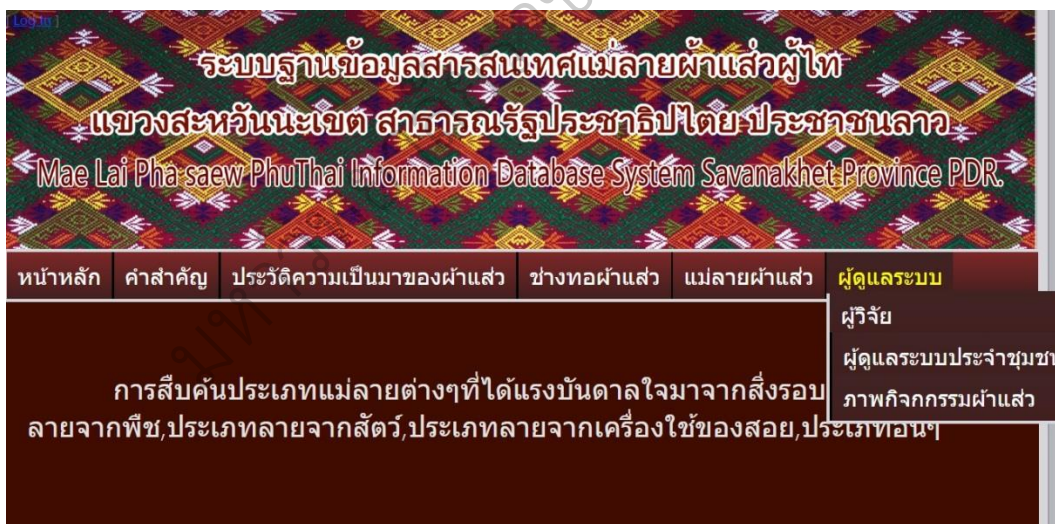 [ Log In ]
ระบบฐานข้อมูลสารสนเทศแม่ลายผ้าแส่วผู้ไท
แขวงสะหวันนะเขต สาธารณรัฐประชาธิปไตย ประชาชนลาว
Mae Lai Pha saew PhuThai Information Database System Savanakhet Province PDR.
หน้าหลัก คำสำคัญ ประวัติความเป็นมาของผ้าแส่ว ช่างทอผ้าแส่ว แม่ลายผ้าแส่ว ผู้ดูแลระบบ
ผู้วิจัย
ผู้ดูแลระบบประจำชุมช
ภาพกิจกกรรมผ้าแส่ว
การสืบค้นประเภทแม่ลายต่างๆที่ได้แรงบันดาลใจมาจากสิ่งรอบ
ลายจากพืช,ประเภทลายจากสัตว์,ประเภทลายจากเครื่องใช้ของสอย,ประเภทอื่นๆ